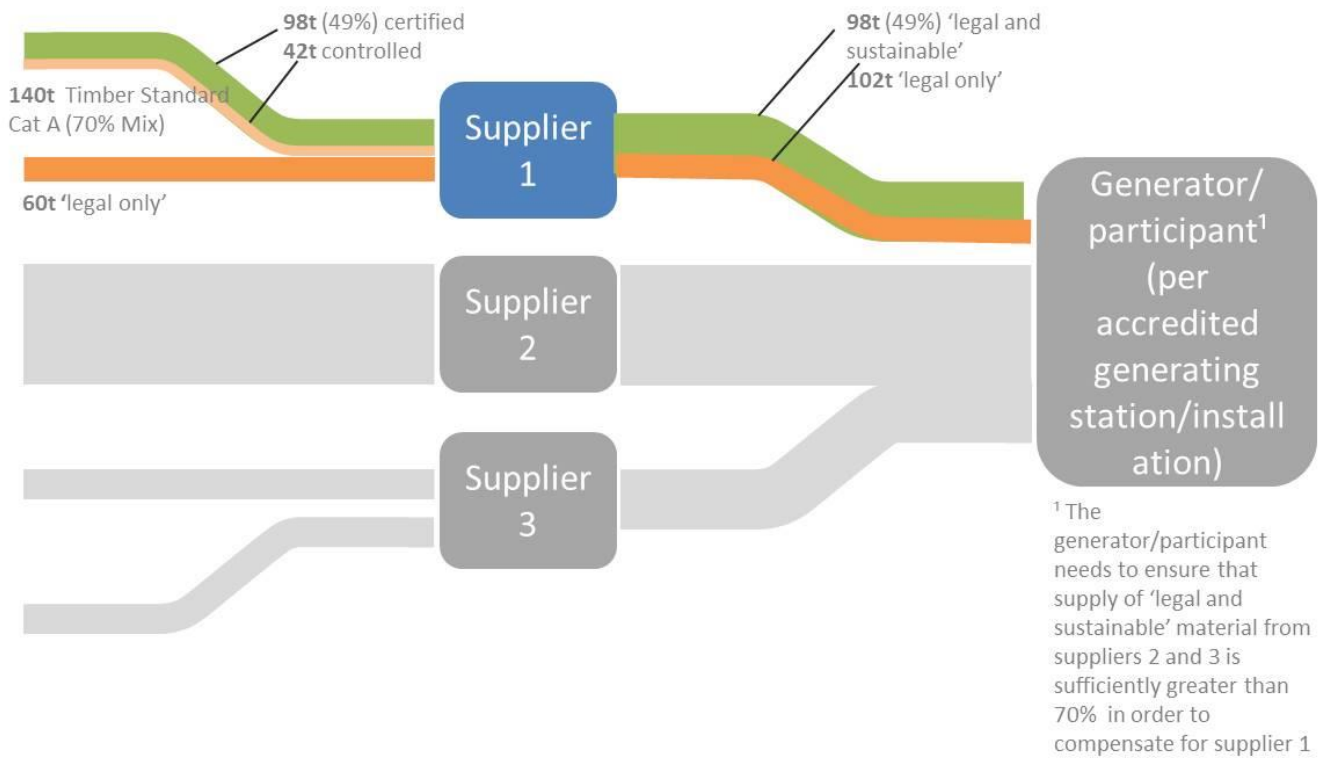 98t (49%) certified
42t controlled
140t Timber Standard
Cat A (70% Mix)
60t ‘legal only’
98t (49%) ‘legal and
sustainable’
102t ‘legal only’
Supplier
1
Supplier
2
Supplier
3
Generator/
participant¹
(per
accredited
generating
station/install
ation)
¹ The
generator/participant
needs to ensure that
supply of ‘legal and
sustainable’ material from
suppliers 2 and 3 is
sufficiently greater than
70% in order to
compensate for supplier 1